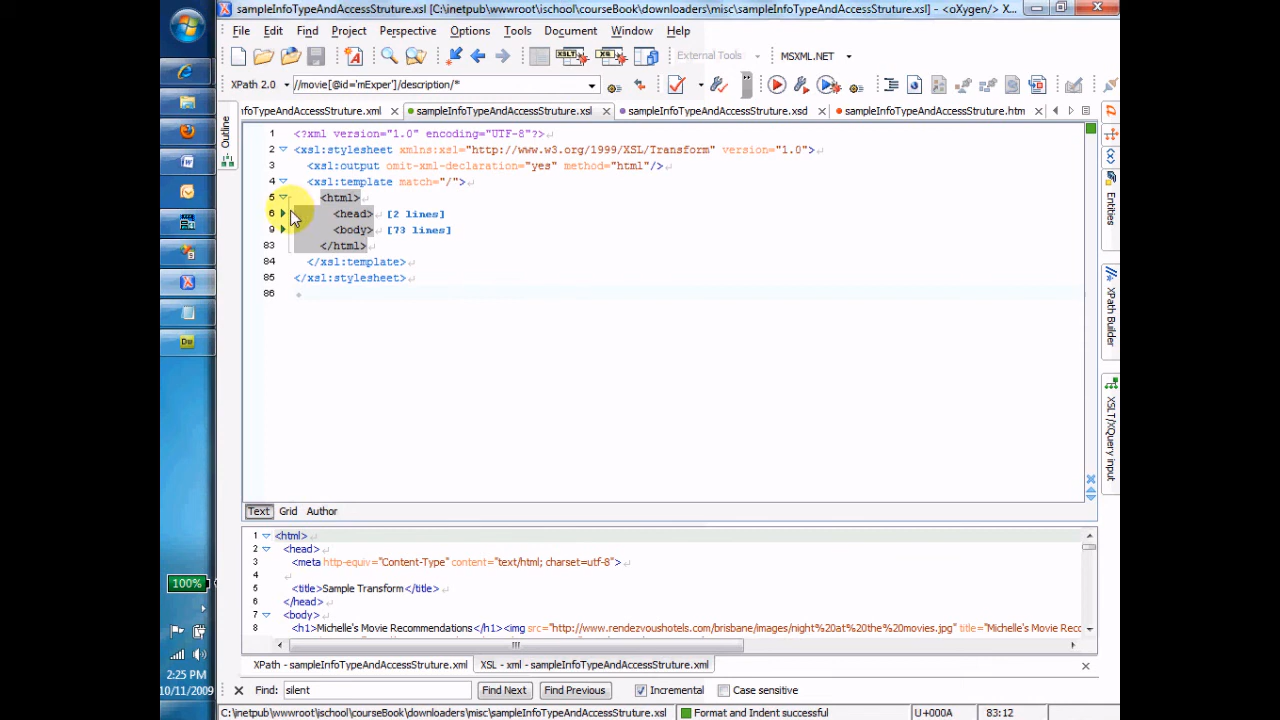 sampleInfoTypeAndAccessStruture.xsl [C:\inetpub\wwwroot\ischool\courseBook\downloaders\misc\sampleInfoTypeAndAccessStruture.xsl] - <oXygen/> X...
File Edit Find Project Perspective Options Tools Document Window Help
External Tools MSXML.NET
XPath 2.0 //movie[@id='mExper']/description/*
nfoTypeAndAccessStruture.xml sampleInfoTypeAndAccessStruture.xsl sampleInfoTypeAndAccessStruture.xsd sampleInfoTypeAndAccessStruture.htm
Outline
1 <?xml version="1.0" encoding="UTF-8"?>
2 <xsl:stylesheet xmlns:xsl="http://www.w3.org/1999/XSL/Transform" version="1.0">
3 <xsl:output omit-xml-declaration="yes" method="html"/>
4 <xsl:template match="/">
5 <html>
6 <head> [2 lines]
9 <body> [73 lines]
83 </html>
84 </xsl:template>
85 </xsl:stylesheet>
86
Entities
XPath Builder
XSLT/XQuery input
Text Grid Author
1 <html>
2 <head>
3 <meta http-equiv="Content-Type" content="text/html; charset=utf-8">
4
5 <title>Sample Transform</title>
6 </head>
7 <body>
8 <h1>Michelle's Movie Recommendations</h1><img src="http://www.rendezvoushotels.com/brisbane/images/night%20at%20the%20movies.jpg" title="Michelle's Movie Reco
XPath - sampleInfoTypeAndAccessStruture.xml XSL - xml - sampleInfoTypeAndAccessStruture.xml
Find: silent Find Next Find Previous Incremental Case sensitive
C:\inetpub\wwwroot\ischool\courseBook\downloaders\misc\sampleInfoTypeAndAccessStruture.xsl Format and Indent successful U+000A 83:12
Du
100%
2:25 PM
10/11/2009